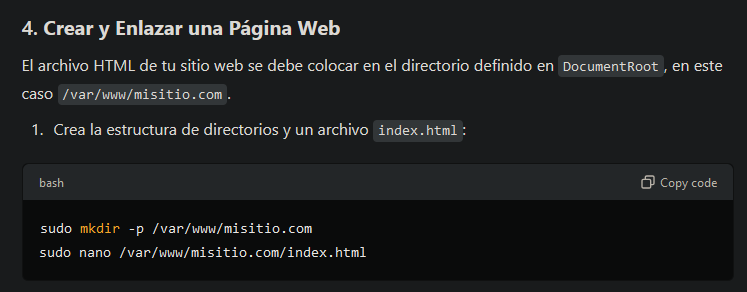 4. Crear y Enlazar una Página Web
El archivo HTML de tu sitio web se debe colocar en el directorio definido en DocumentRoot, en este
caso /var/www/misitio.com.
1. Crea la estructura de directorios y un archivo index.html:
bash Copy code
sudo mkdir -p /var/www/misitio.com
sudo nano /var/www/misitio.com/index.html